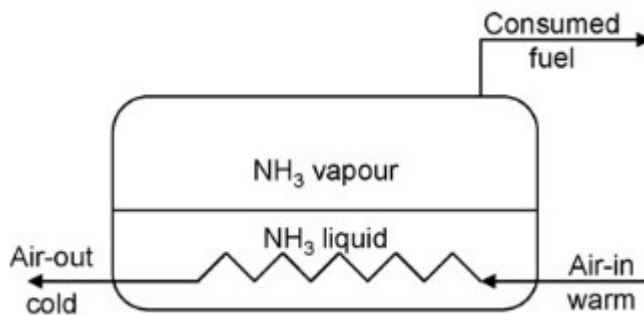 Consumed
fuel
NH₃ vapour
NH₃ liquid
Air-out
cold
Air-in
warm